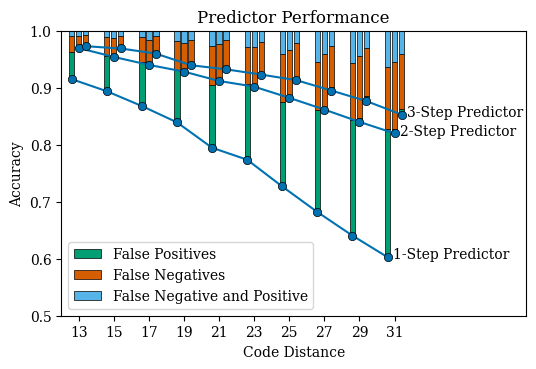 Predictor Performance
1.0
0.9
0.8
0.7
0.6
0.5
Accuracy
3-Step Predictor
2-Step Predictor
1-Step Predictor
False Positives
False Negatives
False Negative and Positive
13 15 17 19 21 23 25 27 29 31
Code Distance